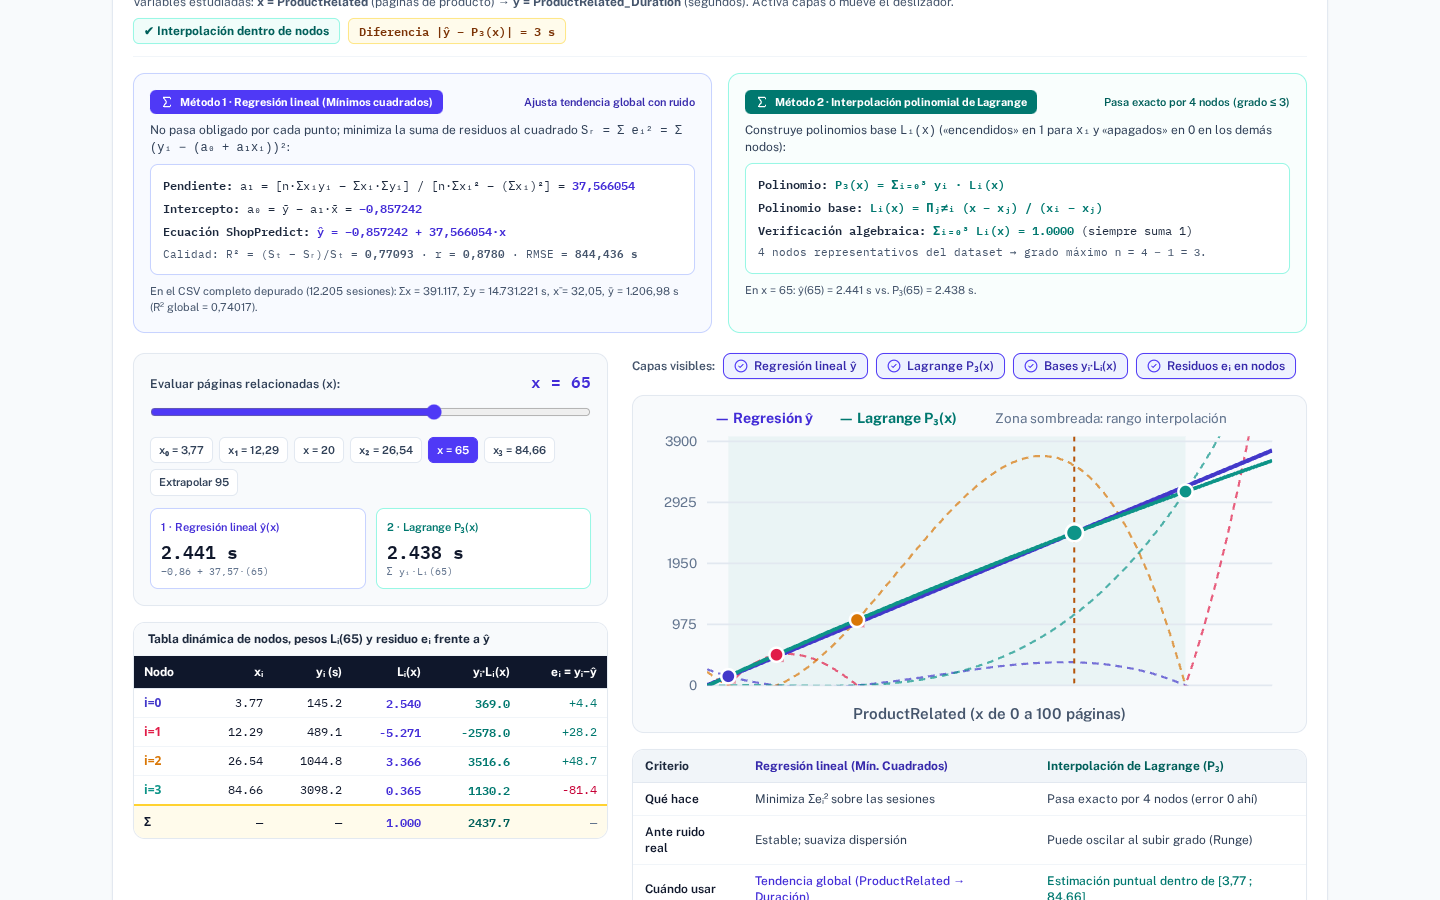 Variables estudiadas: x = ProductRelated (páginas de producto) → y = ProductRelated_Duration (segundos). Activa capas o mueve el deslizador.
✔ Interpolación dentro de nodos
Diferencia |ŷ − P₃(x)| = 3 s
Σ Método 1 · Regresión lineal (Mínimos cuadrados)
Ajusta tendencia global con ruido
No pasa obligado por cada punto; minimiza la suma de residuos al cuadrado Sᵣ = Σ eᵢ² = Σ
(yᵢ − (a₀ + a₁xᵢ))²:
Pendiente: a₁ = [n·Σxᵢyᵢ − Σxᵢ·Σyᵢ] / [n·Σxᵢ² − (Σxᵢ)²] = 37,566054
Intercepto: a₀ = ȳ − a₁·x̄ = −0,857242
Ecuación ShopPredict: ŷ = −0,857242 + 37,566054·x
Calidad: R² = (Sₜ − Sᵣ)/Sₜ = 0,77093 · r = 0,8780 · RMSE = 844,436 s
En el CSV completo depurado (12.205 sesiones): Σx = 391.117, Σy = 14.731.221 s, x̄ = 32,05, ȳ = 1.206,98 s
(R² global = 0,74017).
Σ Método 2 · Interpolación polinomial de Lagrange
Pasa exacto por 4 nodos (grado ≤ 3)
Construye polinomios base Lᵢ(x) («encendidos» en 1 para xᵢ y «apagados» en 0 en los demás
nodos):
Polinomio: P₃(x) = Σᵢ₌₀³ yᵢ · Lᵢ(x)
Polinomio base: Lᵢ(x) = Πⱼ≠ᵢ (x − xⱼ) / (xᵢ − xⱼ)
Verificación algebraica: Σᵢ₌₀³ Lᵢ(x) = 1.0000 (siempre suma 1)
4 nodos representativos del dataset → grado máximo n = 4 − 1 = 3.
En x = 65: ŷ(65) = 2.441 s vs. P₃(65) = 2.438 s.
Evaluar páginas relacionadas (x):
x = 65
x₀ = 3,77
x₁ = 12,29
x = 20
x₂ = 26,54
x = 65
x₃ = 84,66
Extrapolar 95
1 · Regresión lineal ŷ(x)
2.441 s
−0,86 + 37,57·(65)
2 · Lagrange P₃(x)
2.438 s
Σ yᵢ·Lᵢ(65)
Tabla dinámica de nodos, pesos Lᵢ(65) y residuo eᵢ frente a ŷ
Nodo xᵢ yᵢ (s) Lᵢ(x) yᵢ·Lᵢ(x) eᵢ = yᵢ−ŷ
i=0 3.77 145.2 2.540 369.0 +4.4
i=1 12.29 489.1 -5.271 -2578.0 +28.2
i=2 26.54 1044.8 3.366 3516.6 +48.7
i=3 84.66 3098.2 0.365 1130.2 -81.4
Σ — — 1.000 2437.7 —
Capas visibles:
Regresión lineal ŷ
Lagrange P₃(x)
Bases yᵢ·Lᵢ(x)
Residuos eᵢ en nodos
— Regresión ŷ
— Lagrange P₃(x)
Zona sombreada: rango interpolación
3900
2925
1950
975
0
ProductRelated (x de 0 a 100 páginas)
Criterio Regresión lineal (Mín. Cuadrados) Interpolación de Lagrange (P₃)
Qué hace Minimiza Σeᵢ² sobre las sesiones Pasa exacto por 4 nodos (error 0 ahí)
Ante ruido
real
Estable; suaviza dispersión Puede oscilar al subir grado (Runge)
Cuándo usar
Tendencia global (ProductRelated →
Duración)
Estimación puntual dentro de [3,77 ;
84,66]